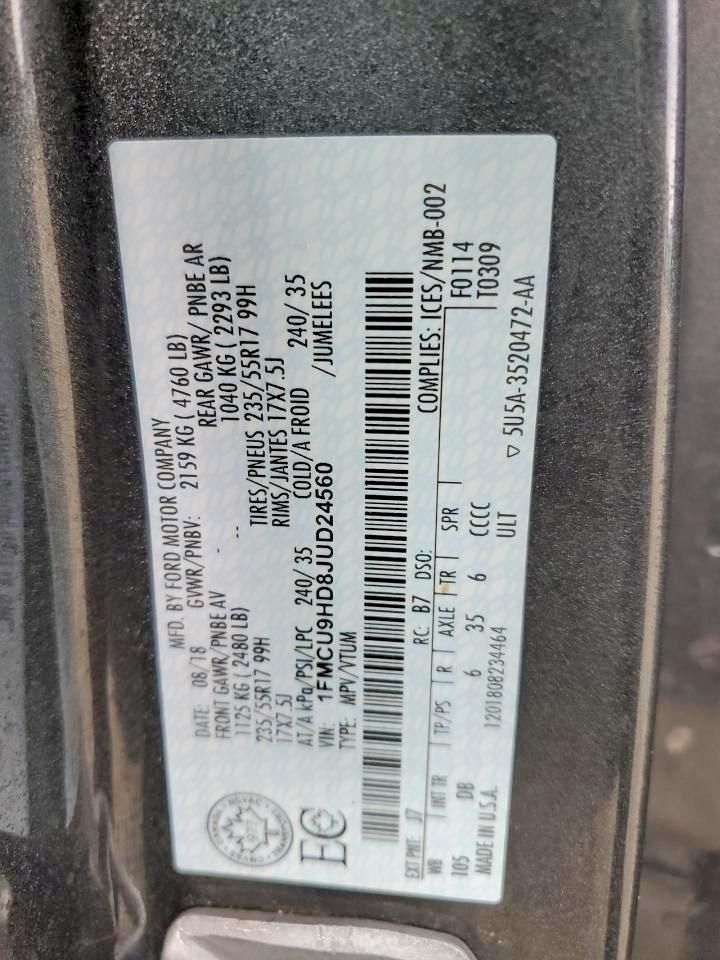 MFD. BY FORD MOTOR COMPANY
DATE: 08/18 GVWR/PNBV: 2159 KG ( 4760 LB)
FRONT GAWR/PNBE AV REAR GAWR/ PNBE AR
1125 KG ( 2480 LB) - 1040 KG ( 2293 LB)
235/55R17 99H -- TIRES/PNEUS 235/55R17 99H
17X7.5J RIMS/JANTES 17X7.5J
AT/A kPa/PSI/LPC 240/ 35 COLD/A FROID 240/ 35
VIN: 1FMCU9HD8JUD24560 /JUMELEES
TYPE: MPV/VTUM
EXT PNT: J7 RC: B7 DSO: COMPLIES: ICES/NMB-002
WB INT TR TP/PS R AXLE TR SPR F0114
105 DB 6 35 6 CCCC T0309
MADE IN U.S.A. 1201808234464 ULT ▽ 5U5A-3520472-AA
EC
CANADA